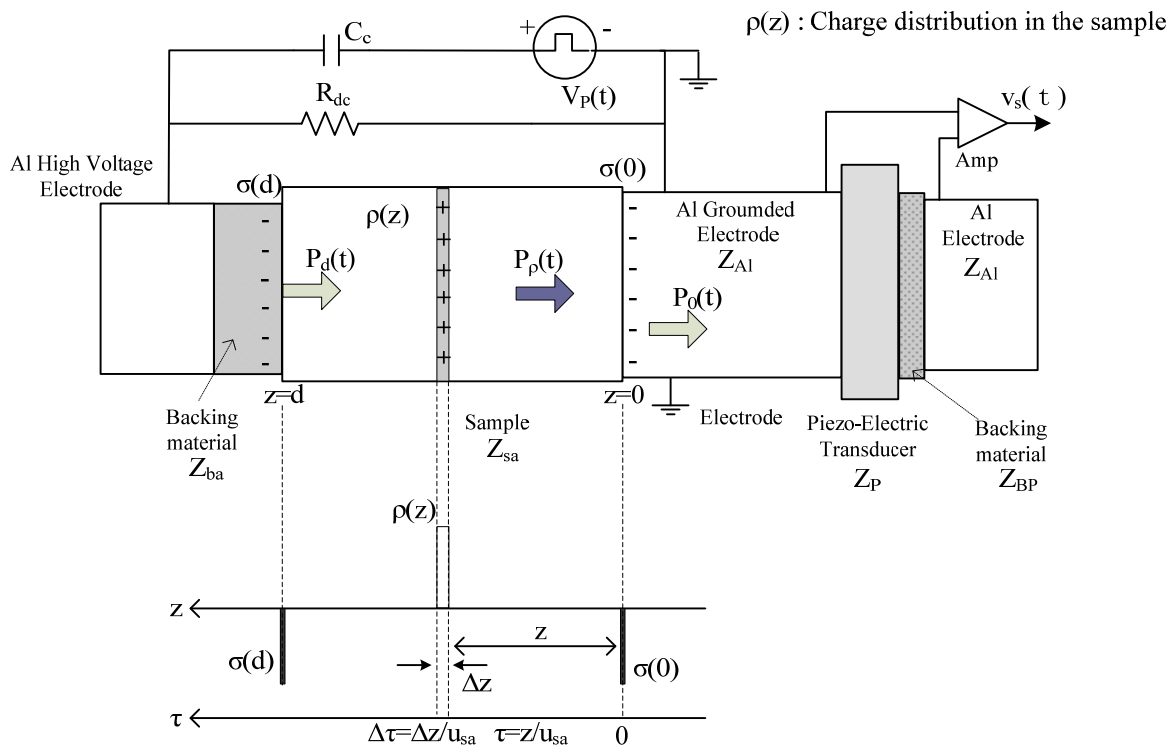 ρ(z) : Charge distribution in the sample
C_c
+
-
V_P(t)
R_dc
v_s( t )
Amp
Al High Voltage
Electrode
σ(d)
σ(0)
ρ(z)
P_d(t)
P_ρ(t)
P_0(t)
Al Groumded
Electrode
Z_Al
Al
Electrode
Z_Al
z=d
z=0
Backing
material
Z_ba
Sample
Z_sa
Electrode
Piezo-Electric
Transducer
Z_P
Backing
material
Z_BP
ρ(z)
z
z
σ(d)
Δz
σ(0)
τ
Δτ=Δz/u_sa
τ=z/u_sa
0